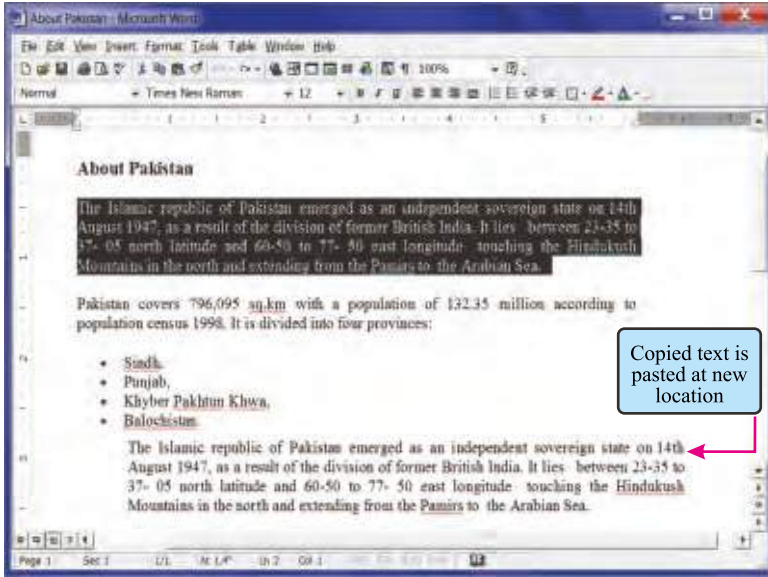 About Pakistan - Microsoft Word
File Edit View Insert Format Tools Table Window Help
100%
Normal Times New Roman 12
1 2 3 4 5
About Pakistan
The Islamic republic of Pakistan emerged as an independent sovereign state on 14th
August 1947, as a result of the division of former British India. It lies between 23-35 to
37- 05 north latitude and 60-50 to 77- 50 east longitude touching the Hindukush
Mountains in the north and extending from the Pamirs to the Arabian Sea.
Pakistan covers 796,095 sq.km with a population of 132.35 million according to
population census 1998. It is divided into four provinces:
• Sindh,
• Punjab,
• Khyber Pakhtun Khwa,
• Balochistan.
Copied text is
pasted at new
location
The Islamic republic of Pakistan emerged as an independent sovereign state on 14th
August 1947, as a result of the division of former British India. It lies between 23-35 to
37- 05 north latitude and 60-50 to 77- 50 east longitude touching the Hindukush
Mountains in the north and extending from the Pamirs to the Arabian Sea.
Page 1 Sec 1 1/1 At 1.4" Ln 2 Col 1